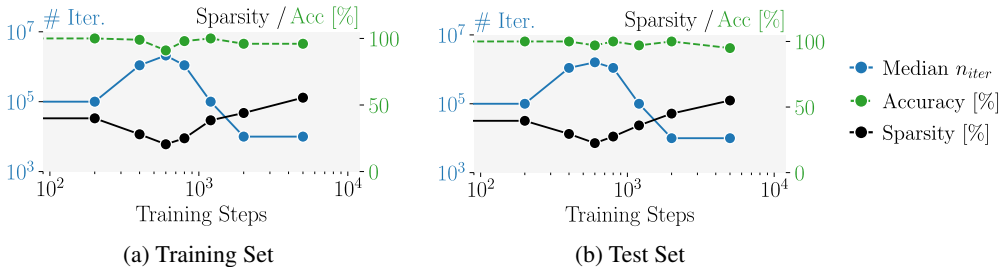 # Iter.
Sparsity / Acc [%]
10^7
10^5
10^3
100
50
0
10^2
10^3
10^4
Training Steps
(a) Training Set
# Iter.
Sparsity / Acc [%]
10^7
10^5
10^3
100
50
0
10^2
10^3
10^4
Training Steps
(b) Test Set
Median n_iter
Accuracy [%]
Sparsity [%]